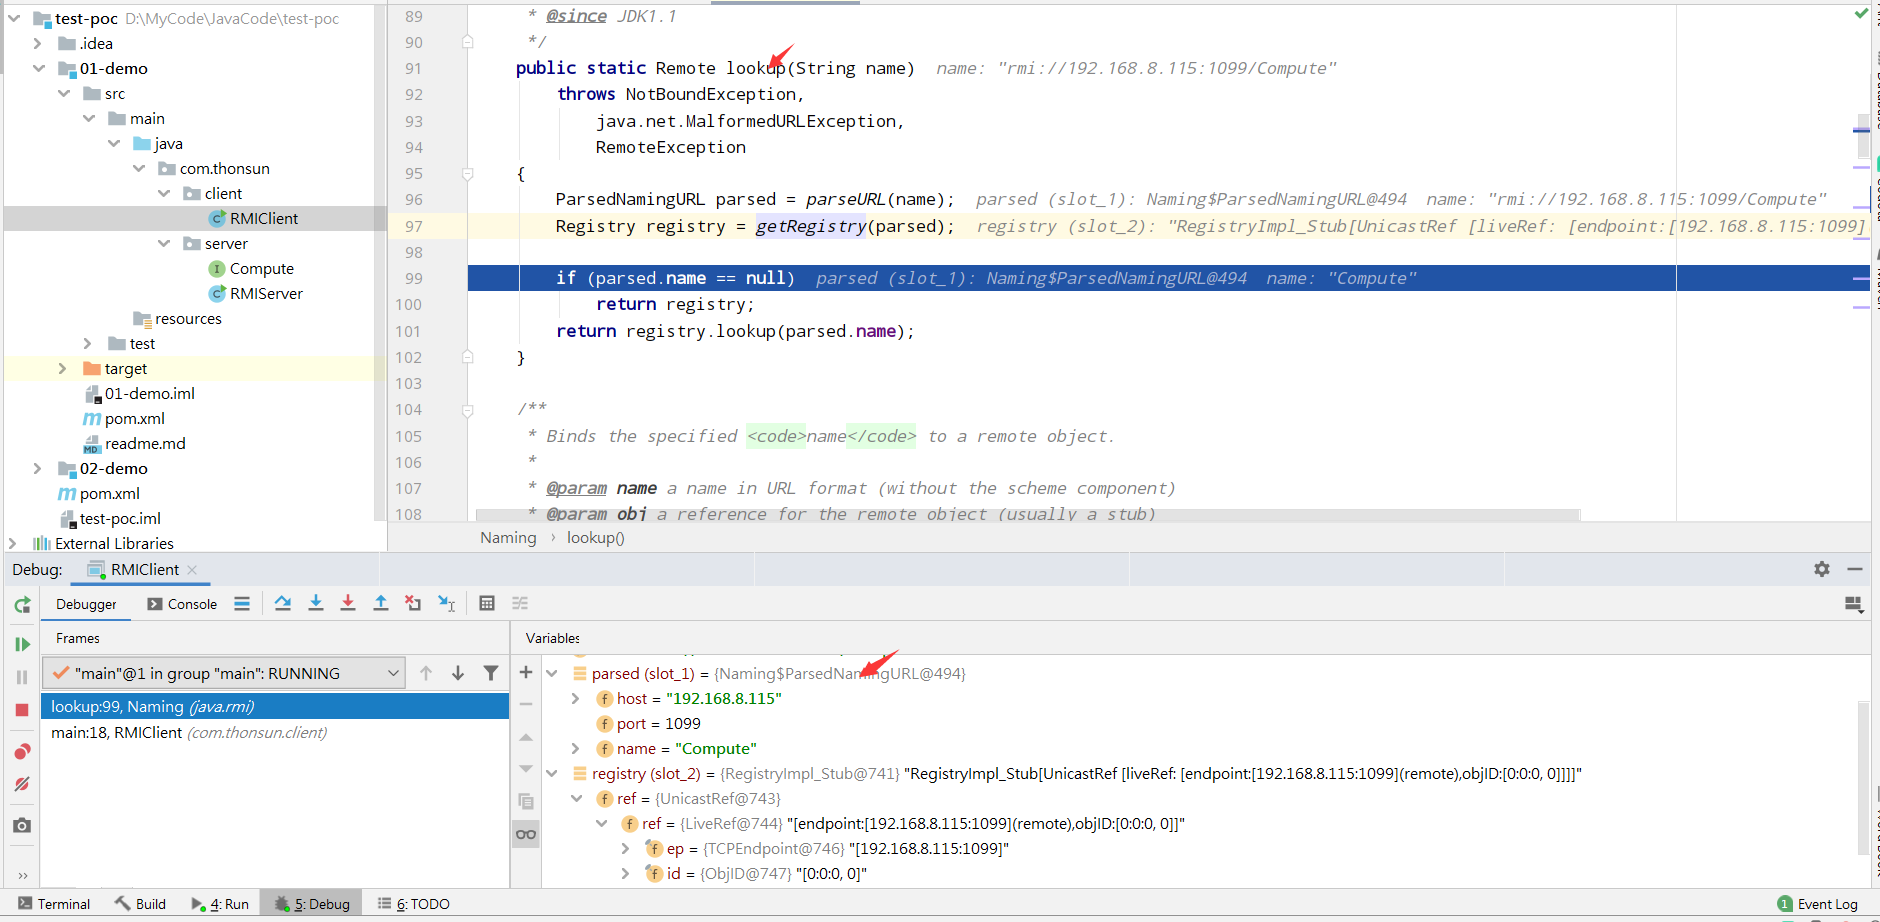 test-poc D:\MyCode\JavaCode\test-poc
.idea
01-demo
src
main
java
com.thonsun
client
RMIClient
server
Compute
RMIServer
resources
test
target
01-demo.iml
pom.xml
readme.md
02-demo
pom.xml
test-poc.iml
External Libraries
89 * @since JDK1.1
90 */
91 public static Remote lookup(String name) name: "rmi://192.168.8.115:1099/Compute"
92 throws NotBoundException,
93 java.net.MalformedURLException,
94 RemoteException
95 {
96 ParsedNamingURL parsed = parseURL(name); parsed (slot_1): Naming$ParsedNamingURL@494 name: "rmi://192.168.8.115:1099/Compute"
97 Registry registry = getRegistry(parsed); registry (slot_2): "RegistryImpl_Stub[UnicastRef [liveRef: [endpoint:[192.168.8.115:1099]
98
99 if (parsed.name == null) parsed (slot_1): Naming$ParsedNamingURL@494 name: "Compute"
100 return registry;
101 return registry.lookup(parsed.name);
102 }
103
104 /**
105 * Binds the specified <code>name</code> to a remote object.
106 *
107 * @param name a name in URL format (without the scheme component)
108 * @param obj a reference for the remote object (usually a stub)
Naming › lookup()
Debug: RMIClient
Debugger Console
Frames
"main"@1 in group "main": RUNNING
lookup:99, Naming (java.rmi)
main:18, RMIClient (com.thonsun.client)
Variables
parsed (slot_1) = {Naming$ParsedNamingURL@494}
host = "192.168.8.115"
port = 1099
name = "Compute"
registry (slot_2) = {RegistryImpl_Stub@741} "RegistryImpl_Stub[UnicastRef [liveRef: [endpoint:[192.168.8.115:1099](remote),objID:[0:0:0, 0]]]]"
ref = {UnicastRef@743}
ref = {LiveRef@744} "[endpoint:[192.168.8.115:1099](remote),objID:[0:0:0, 0]]"
ep = {TCPEndpoint@746} "[192.168.8.115:1099]"
id = {ObjID@747} "[0:0:0, 0]"
Terminal Build 4: Run 5: Debug 6: TODO 1 Event Log